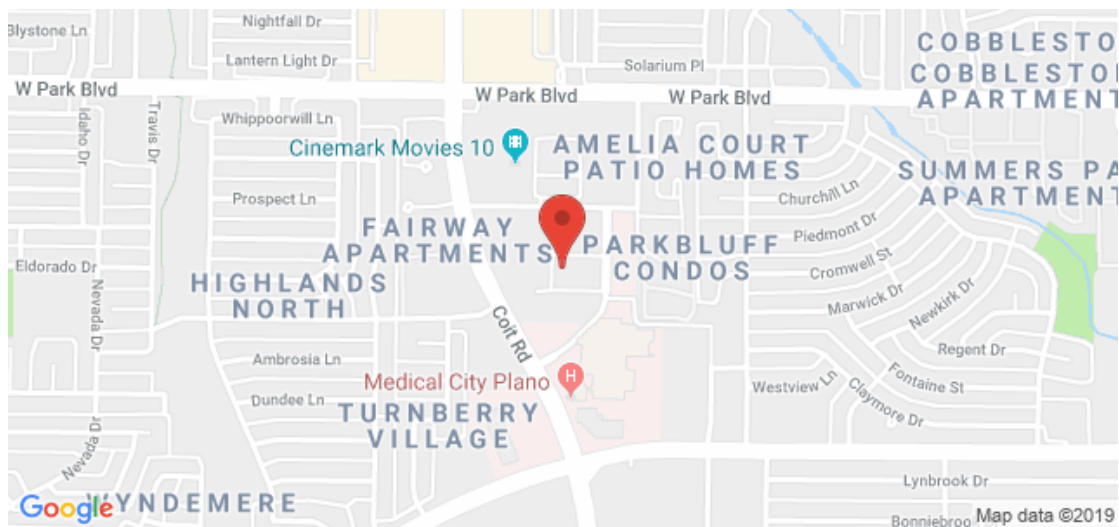 Blystone Ln
Nightfall Dr
Lantern Light Dr
Solarium Pl
COBBLESTO
COBBLESTO
APARTMENT
W Park Blvd
W Park Blvd
W Park Blvd
Idaho Dr
Travis Dr
Whippoorwill Ln
Cinemark Movies 10
AMELIA COURT
PATIO HOMES
SUMMERS PA
APARTMENT
Prospect Ln
Churchill Ln
Piedmont Dr
FAIRWAY
APARTMENTS
PARKBLUFF
CONDOS
Eldorado Dr
Nevada Dr
HIGHLANDS
NORTH
Cromwell St
Marwick Dr
Newkirk Dr
Regent Dr
Coit Rd
Ambrosia Ln
Medical City Plano
H
Dundee Ln
TURNBERRY
VILLAGE
Westview Ln
Fontaine St
Claymore Dr
Nevada Dr
Lynbrook Dr
WYNDEMERE
Google
Bonniebroo
Map data ©2019